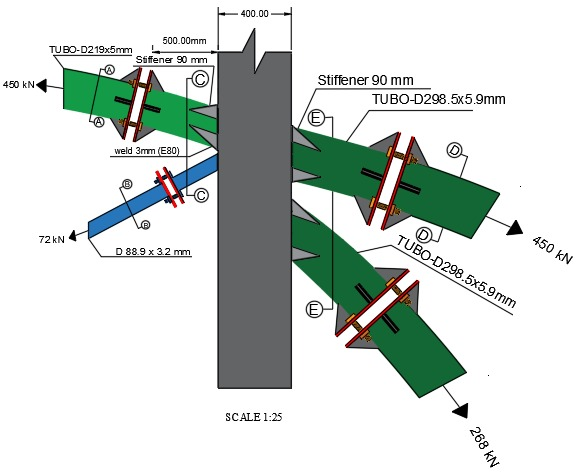 400.00
500.00mm
TUBO-D219x5mm
Stiffener 90 mm
A
C
Stiffener 90 mm
450 kN
TUBO-D298.5x5.9mm
E
A
D
weld 3mm (E80)
B
C
B
72 kN
D 88.9 x 3.2 mm
D
450 kN
TUBO-D298.5x5.9mm
E
SCALE 1:25
268 kN